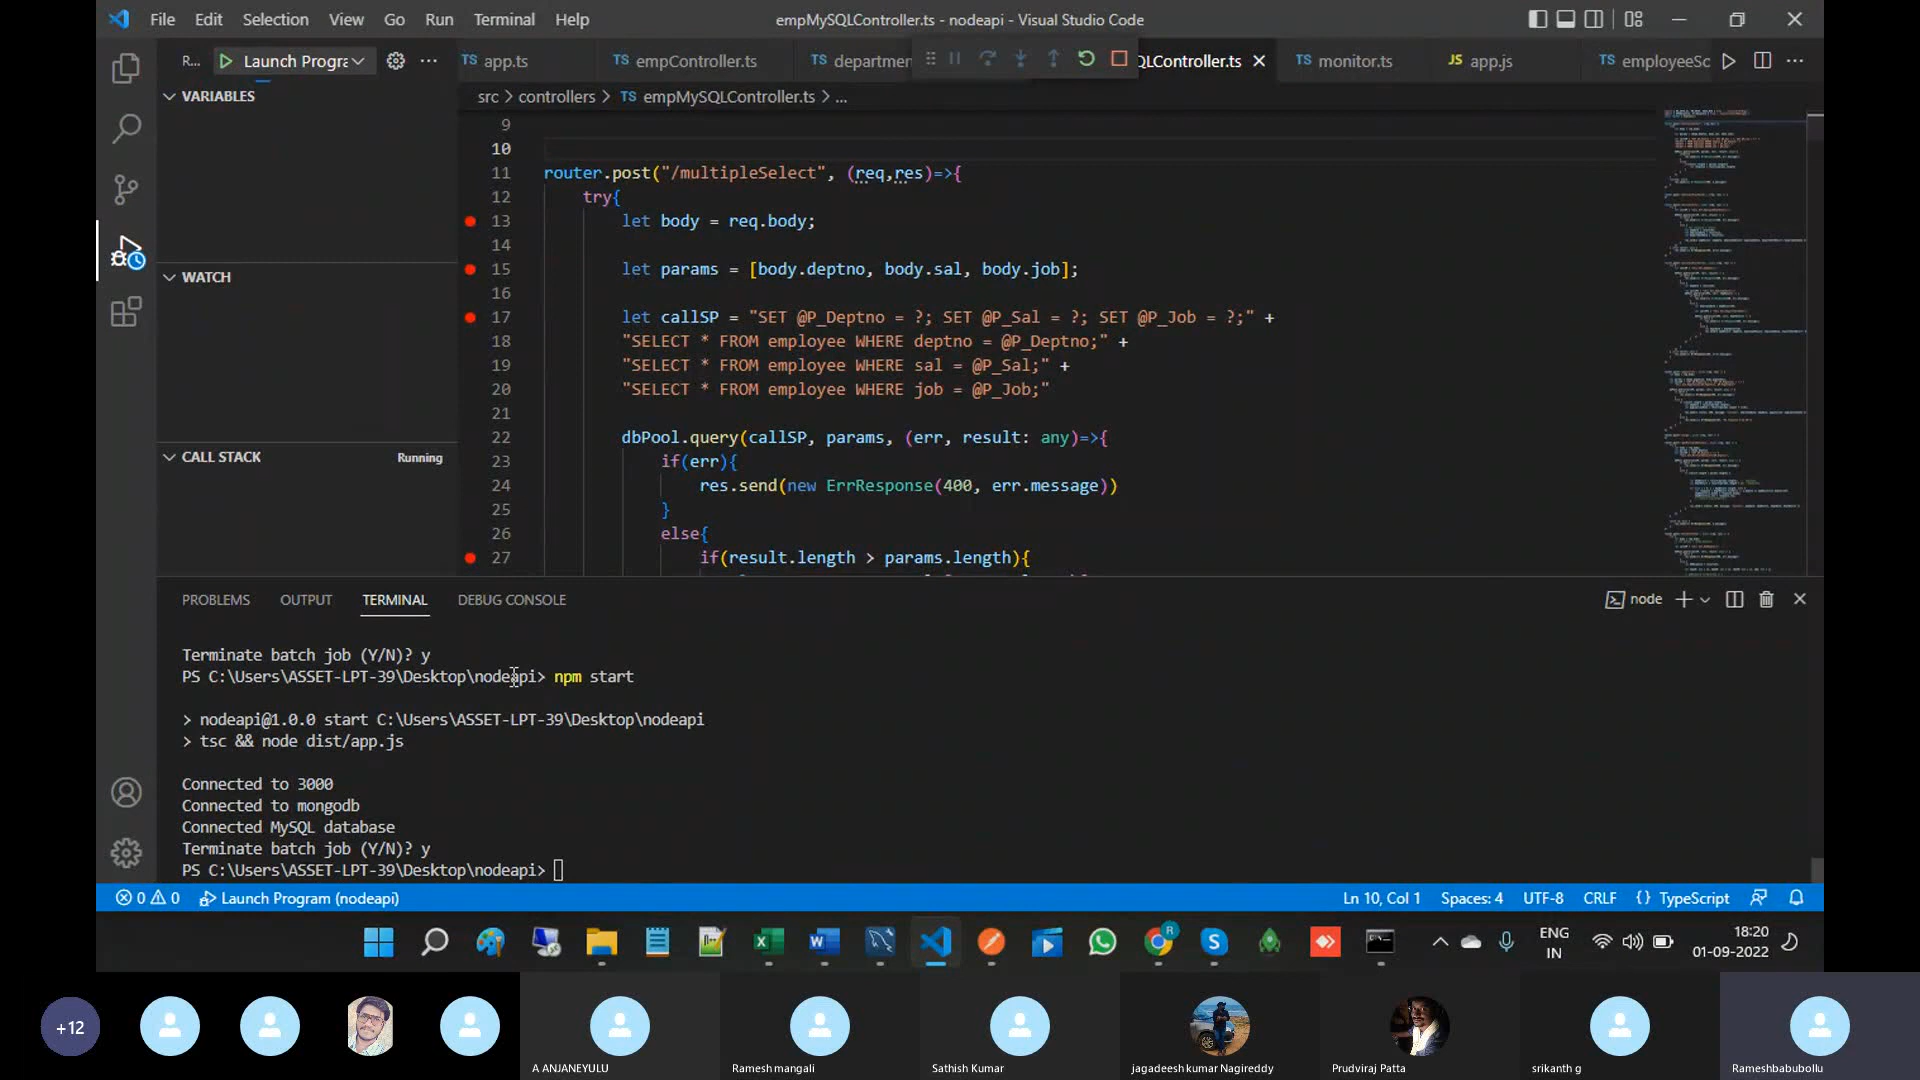 File Edit Selection View Go Run Terminal Help
empMySQLController.ts - nodeapi - Visual Studio Code
R... Launch Progra
TS app.ts
TS empController.ts
TS departmen
QLController.ts
TS monitor.ts
JS app.js
TS employeeSc
VARIABLES
WATCH
CALL STACK
Running
src > controllers > TS empMySQLController.ts > ...
9
10
11 router.post("/multipleSelect", (req,res)=>{
12 try{
13 let body = req.body;
14
15 let params = [body.deptno, body.sal, body.job];
16
17 let callSP = "SET @P_Deptno = ?; SET @P_Sal = ?; SET @P_Job = ?;" +
18 "SELECT * FROM employee WHERE deptno = @P_Deptno;" +
19 "SELECT * FROM employee WHERE sal = @P_Sal;" +
20 "SELECT * FROM employee WHERE job = @P_Job;"
21
22 dbPool.query(callSP, params, (err, result: any)=>{
23 if(err){
24 res.send(new ErrResponse(400, err.message))
25 }
26 else{
27 if(result.length > params.length){
PROBLEMS OUTPUT TERMINAL DEBUG CONSOLE
node
Terminate batch job (Y/N)? y
PS C:\Users\ASSET-LPT-39\Desktop\nodeapi> npm start
> nodeapi@1.0.0 start C:\Users\ASSET-LPT-39\Desktop\nodeapi
> tsc && node dist/app.js
Connected to 3000
Connected to mongodb
Connected MySQL database
Terminate batch job (Y/N)? y
PS C:\Users\ASSET-LPT-39\Desktop\nodeapi>
0 0 Launch Program (nodeapi)
Ln 10, Col 1 Spaces: 4 UTF-8 CRLF {} TypeScript
R
ENG
IN
18:20
01-09-2022
+12
A ANJANEYULU
Ramesh mangali
Sathish Kumar
jagadeesh kumar Nagireddy
Prudviraj Patta
srikanth g
Rameshbabubollu